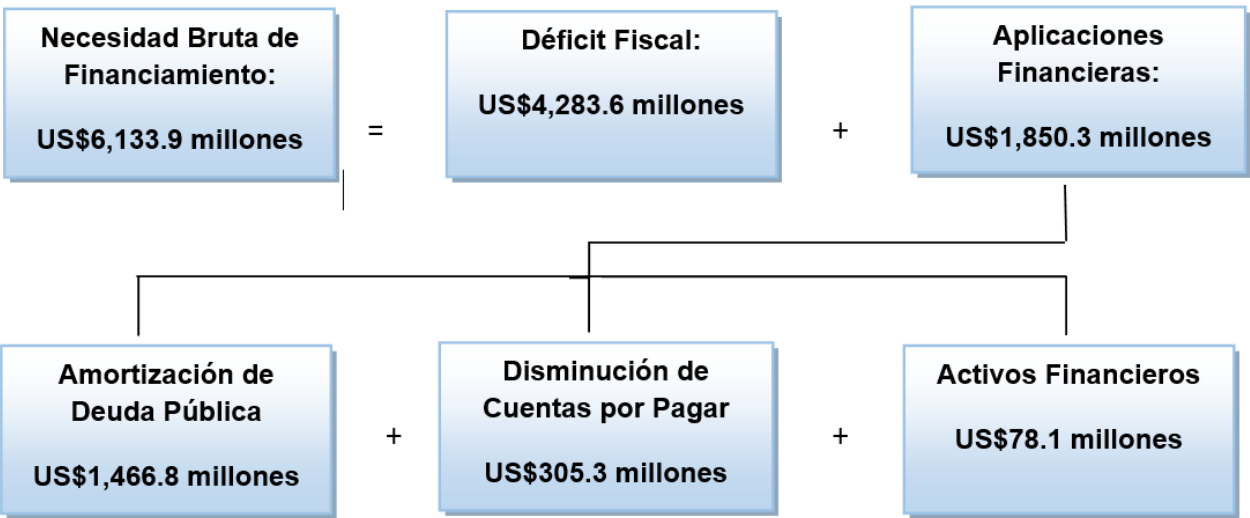 Necesidad Bruta de
Financiamiento:
US$6,133.9 millones
=
Déficit Fiscal:
US$4,283.6 millones
+
Aplicaciones
Financieras:
US$1,850.3 millones
Amortización de
Deuda Pública
US$1,466.8 millones
+
Disminución de
Cuentas por Pagar
US$305.3 millones
+
Activos Financieros
US$78.1 millones